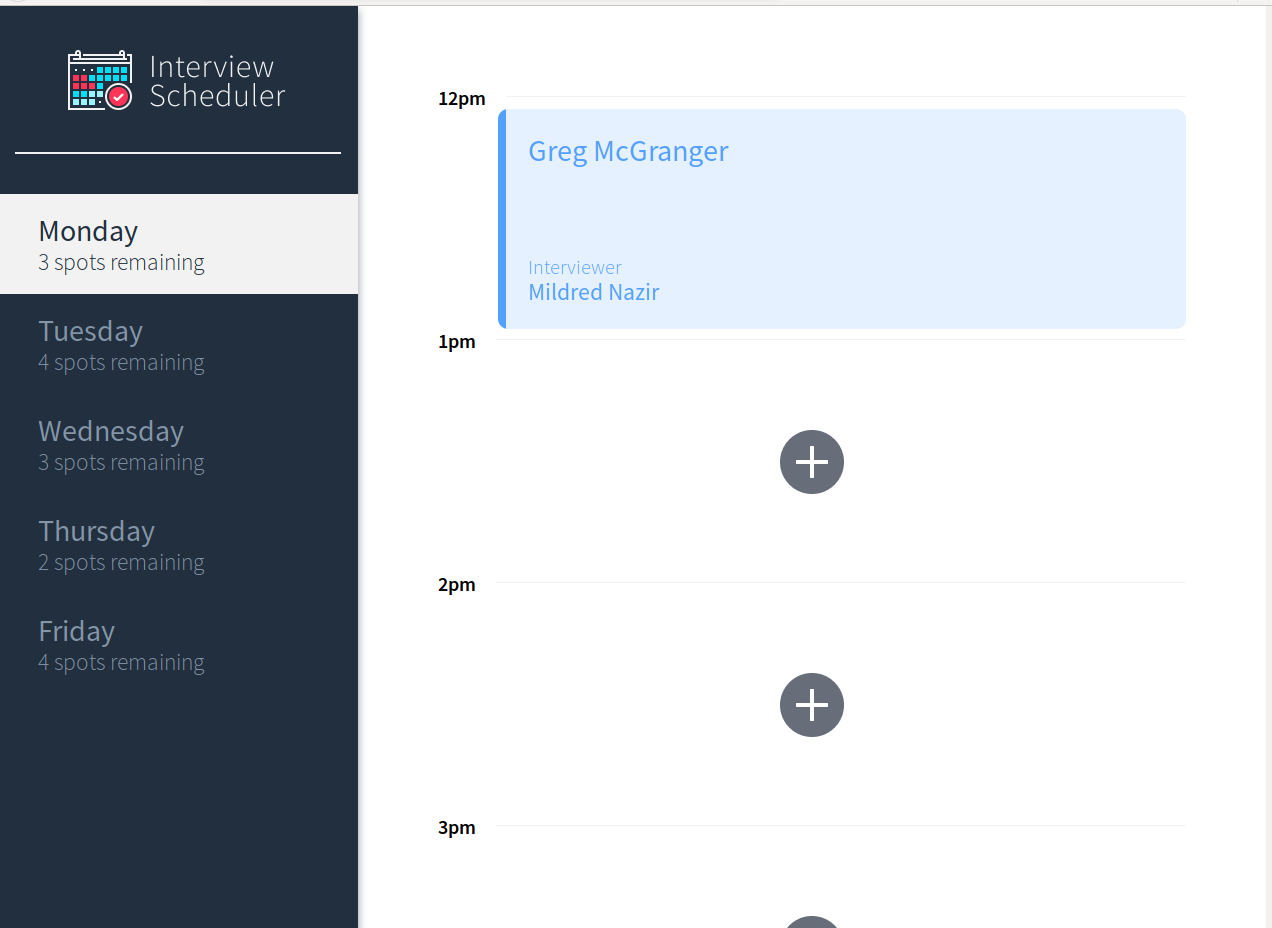 Interview
Scheduler
Monday
3 spots remaining
Tuesday
4 spots remaining
Wednesday
3 spots remaining
Thursday
2 spots remaining
Friday
4 spots remaining
12pm
Greg McGranger
Interviewer
Mildred Nazir
1pm
2pm
3pm